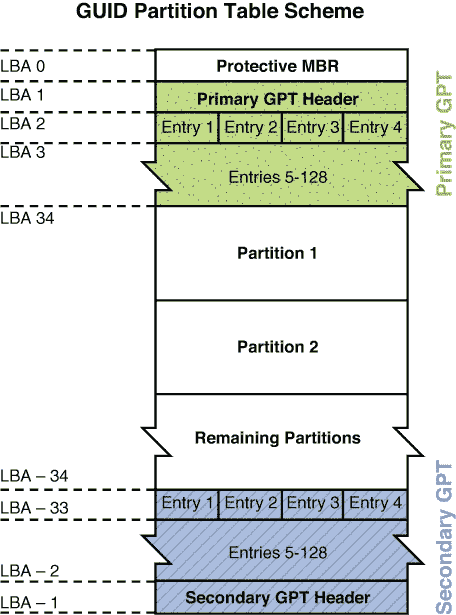 GUID Partition Table Scheme
LBA 0
Protective MBR
LBA 1
Primary GPT Header
LBA 2
Entry 1
Entry 2
Entry 3
Entry 4
LBA 3
Entries 5-128
Primary GPT
LBA 34
Partition 1
Partition 2
Remaining Partitions
LBA – 34
LBA – 33
Entry 1
Entry 2
Entry 3
Entry 4
Entries 5-128
LBA – 2
Secondary GPT Header
LBA – 1
Secondary GPT